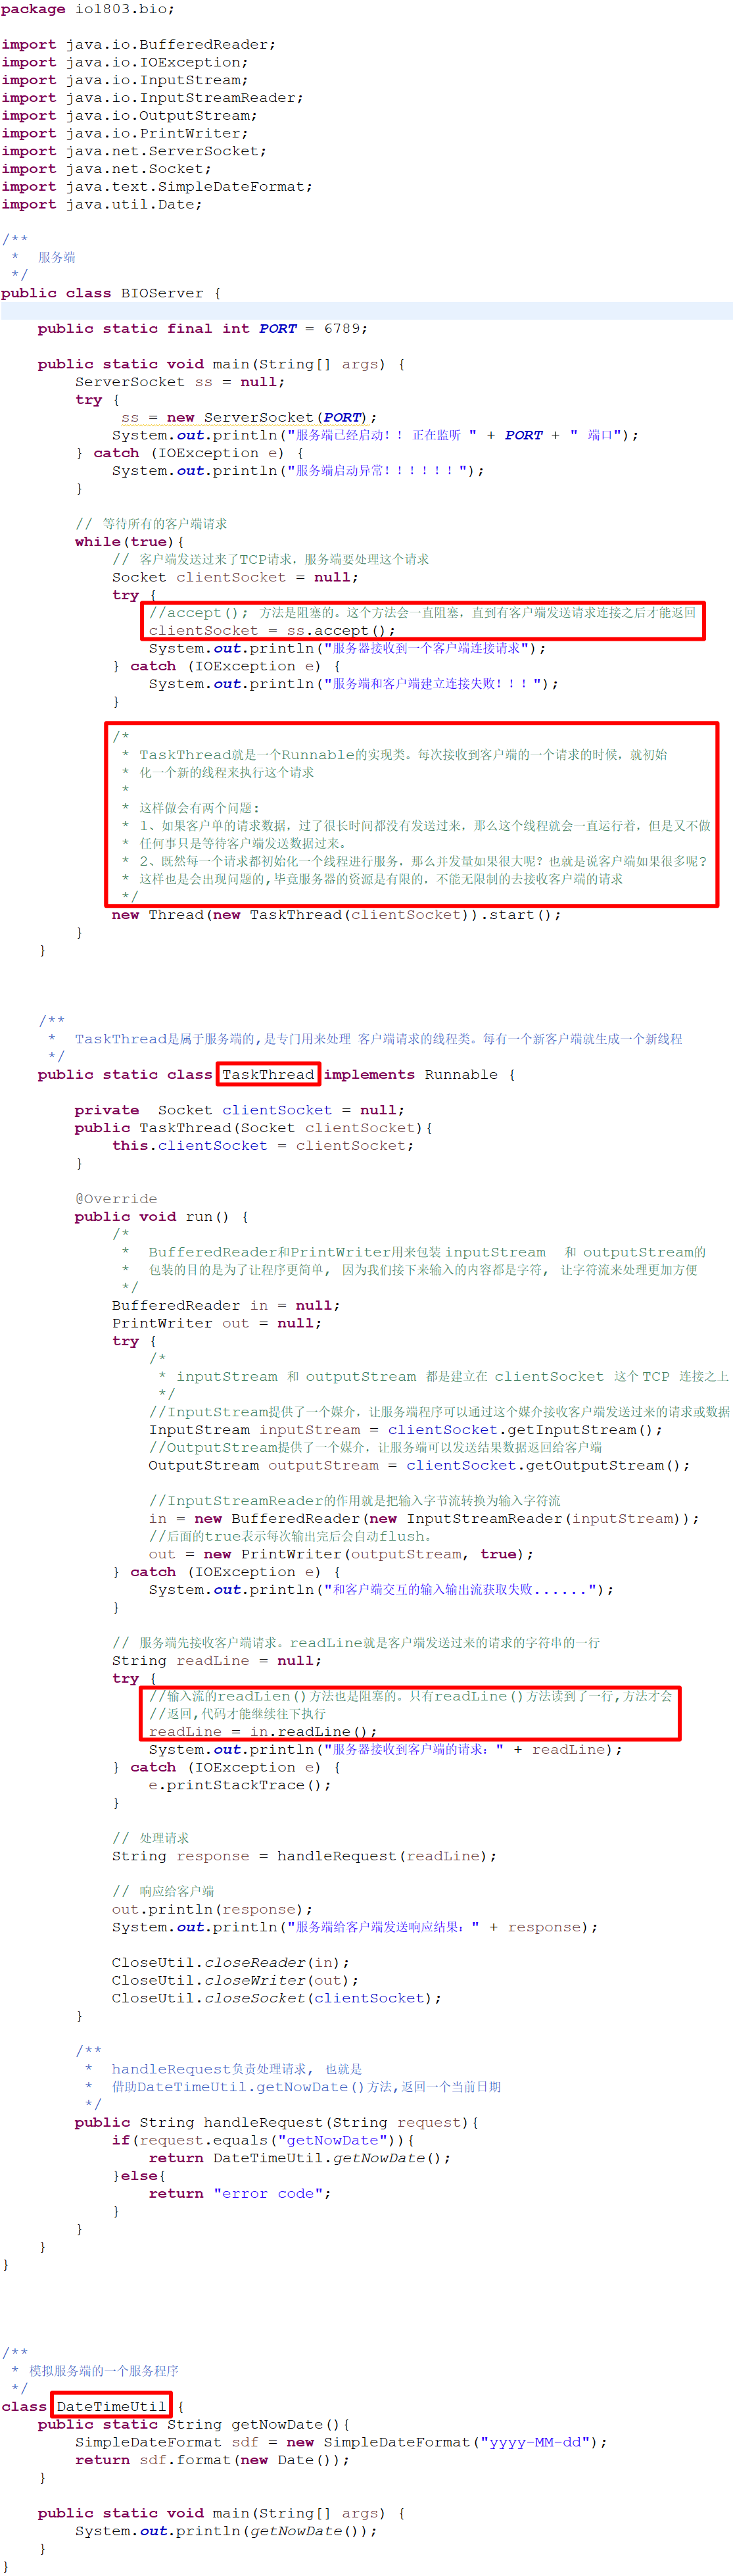 package io1803.bio;
import java.io.BufferedReader;
import java.io.IOException;
import java.io.InputStream;
import java.io.InputStreamReader;
import java.io.OutputStream;
import java.io.PrintWriter;
import java.net.ServerSocket;
import java.net.Socket;
import java.text.SimpleDateFormat;
import java.util.Date;
/**
 *  服务端
 */
public class BIOServer {
    public static final int PORT = 6789;
    public static void main(String[] args) {
        ServerSocket ss = null;
        try {
             ss = new ServerSocket(PORT);
            System.out.println("服务端已经启动！！ 正在监听 " + PORT + " 端口");
        } catch (IOException e) {
            System.out.println("服务端启动异常！！！！！！");
        }
        // 等待所有的客户端请求
        while(true){
            // 客户端发送过来了TCP请求，服务端要处理这个请求
            Socket clientSocket = null;
            try {
                //accept(); 方法是阻塞的。这个方法会一直阻塞，直到有客户端发送请求连接之后才能返回
                clientSocket = ss.accept();
                System.out.println("服务器接收到一个客户端连接请求");
            } catch (IOException e) {
                System.out.println("服务端和客户端建立连接失败！！！");
            }
            /*
             * TaskThread就是一个Runnable的实现类。每次接收到客户端的一个请求的时候，就初始
             * 化一个新的线程来执行这个请求
             *
             * 这样做会有两个问题：
             * 1、如果客户单的请求数据，过了很长时间都没有发送过来，那么这个线程就会一直运行着，但是又不做
             * 任何事只是等待客户端发送数据过来。
             * 2、既然每一个请求都初始化一个线程进行服务，那么并发量如果很大呢？也就是说客户端如果很多呢？
             * 这样也是会出现问题的,毕竟服务器的资源是有限的，不能无限制的去接收客户端的请求
             */
            new Thread(new TaskThread(clientSocket)).start();
        }
    }
    /**
     *  TaskThread是属于服务端的,是专门用来处理 客户端请求的线程类。每有一个新客户端就生成一个新线程
     */
    public static class TaskThread implements Runnable {
        private  Socket clientSocket = null;
        public TaskThread(Socket clientSocket){
            this.clientSocket = clientSocket;
        }
        @Override
        public void run() {
            /*
             *  BufferedReader和PrintWriter用来包装 inputStream  和 outputStream的
             *  包装的目的是为了让程序更简单, 因为我们接下来输入的内容都是字符, 让字符流来处理更加方便
             */
            BufferedReader in = null;
            PrintWriter out = null;
            try {
                /*
                 * inputStream 和 outputStream 都是建立在 clientSocket 这个 TCP 连接之上
                 */
                //InputStream提供了一个媒介，让服务端程序可以通过这个媒介接收客户端发送过来的请求或数据
                InputStream inputStream = clientSocket.getInputStream();
                //OutputStream提供了一个媒介，让服务端可以发送结果数据返回给客户端
                OutputStream outputStream = clientSocket.getOutputStream();
                //InputStreamReader的作用就是把输入字节流转换为输入字符流
                in = new BufferedReader(new InputStreamReader(inputStream));
                //后面的true表示每次输出完后会自动flush。
                out = new PrintWriter(outputStream, true);
            } catch (IOException e) {
                System.out.println("和客户端交互的输入输出流获取失败......");
            }
            // 服务端先接收客户端请求。readLine就是客户端发送过来的请求的字符串的一行
            String readLine = null;
            try {
                //输入流的readLien()方法也是阻塞的。只有readLine()方法读到了一行,方法才会
                //返回,代码才能继续往下执行
                readLine = in.readLine();
                System.out.println("服务器接收到客户端的请求：" + readLine);
            } catch (IOException e) {
                e.printStackTrace();
            }
            // 处理请求
            String response = handleRequest(readLine);
            // 响应给客户端
            out.println(response);
            System.out.println("服务端给客户端发送响应结果：" + response);
            CloseUtil.closeReader(in);
            CloseUtil.closeWriter(out);
            CloseUtil.closeSocket(clientSocket);
        }
        /**
         *  handleRequest负责处理请求, 也就是
         *  借助DateTimeUtil.getNowDate()方法,返回一个当前日期
         */
        public String handleRequest(String request){
            if(request.equals("getNowDate")){
                return DateTimeUtil.getNowDate();
            }else{
                return "error code";
            }
        }
    }
}
/**
 * 模拟服务端的一个服务程序
 */
class DateTimeUtil {
    public static String getNowDate(){
        SimpleDateFormat sdf = new SimpleDateFormat("yyyy-MM-dd");
        return sdf.format(new Date());
    }
    public static void main(String[] args) {
        System.out.println(getNowDate());
    }
}